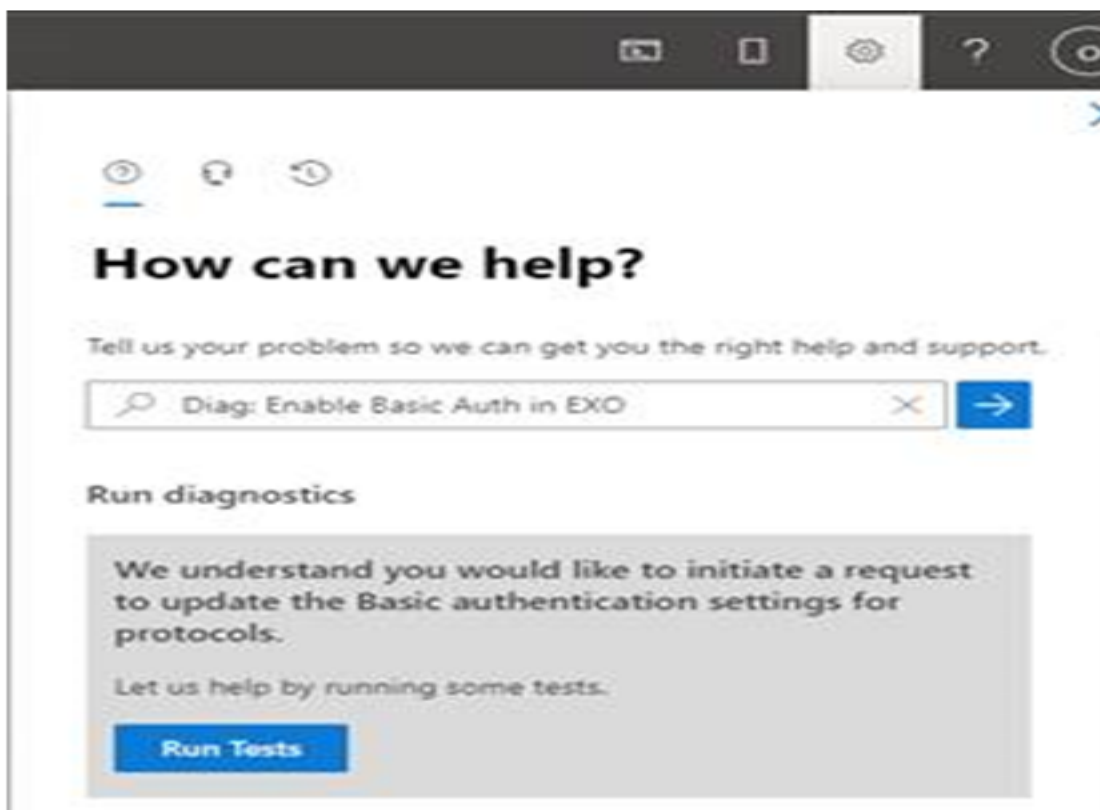 How can we help?
Tell us your problem so we can get you the right help and support.
Diag: Enable Basic Auth in EXO
Run diagnostics
We understand you would like to initiate a request
to update the Basic authentication settings for
protocols.
Let us help by running some tests.
Run Tests